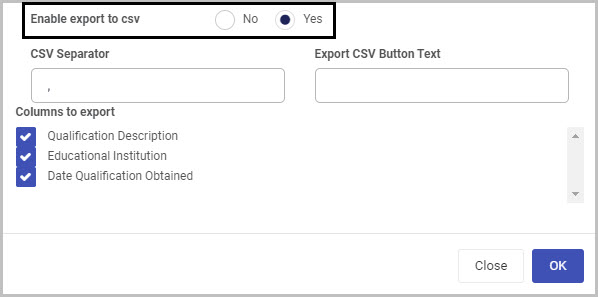 Enable export to csv No Yes
CSV Separator Export CSV Button Text
,
Columns to export
Qualification Description
Educational Institution
Date Qualification Obtained
Close OK